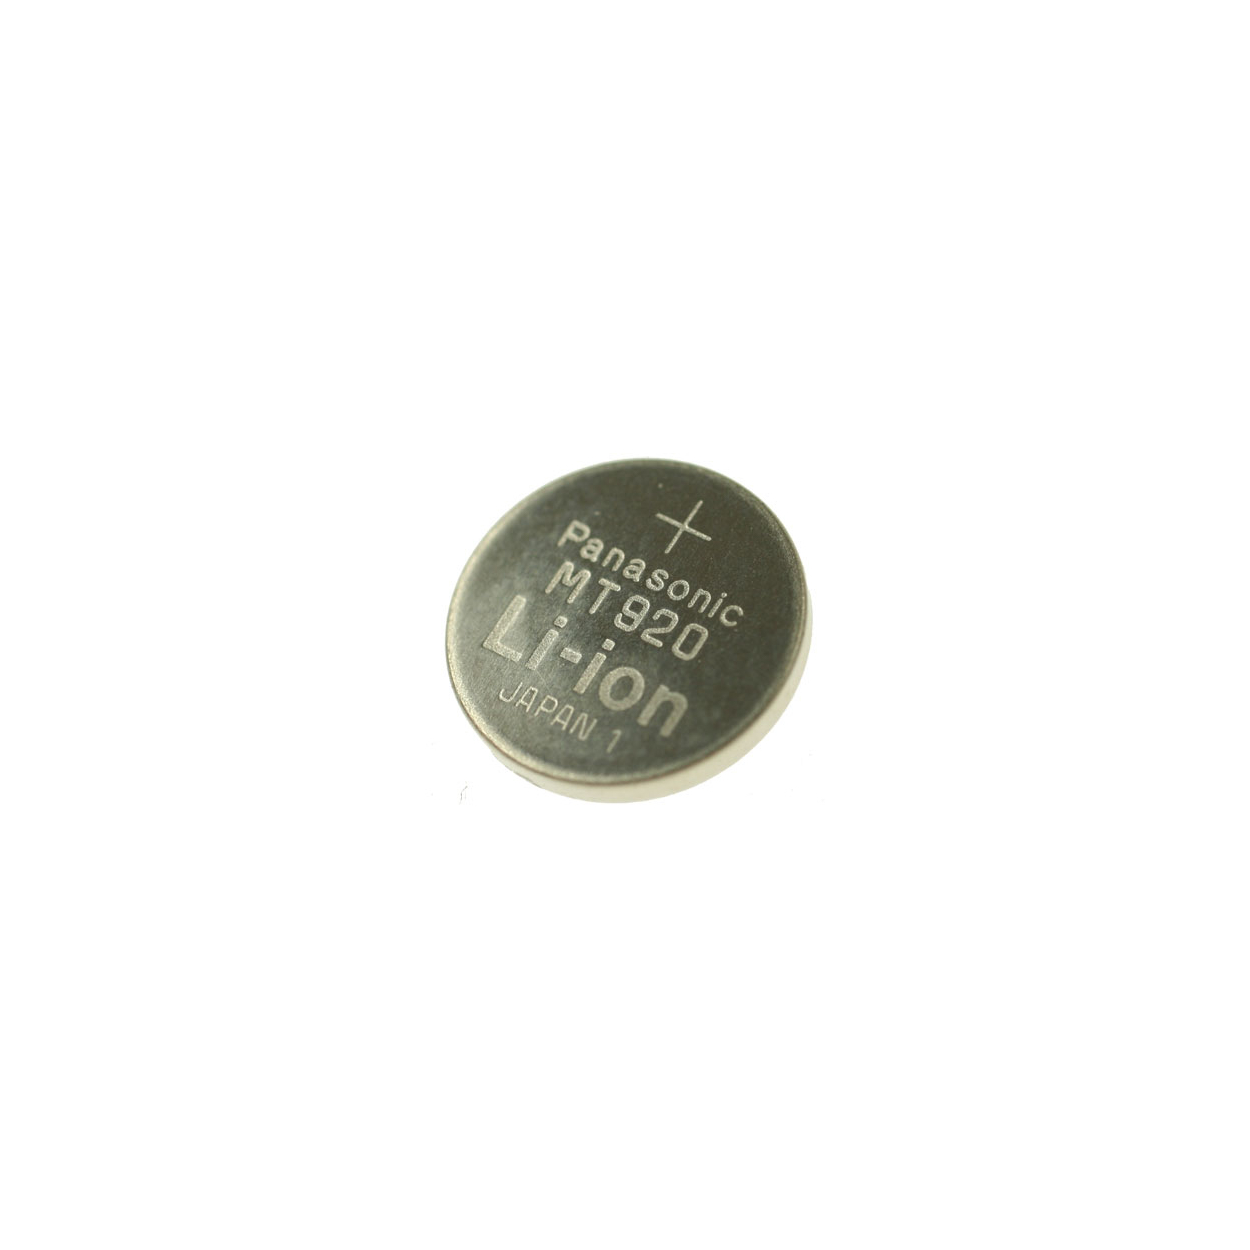 +
Panasonic
MT920
Li-ion
JAPAN 1